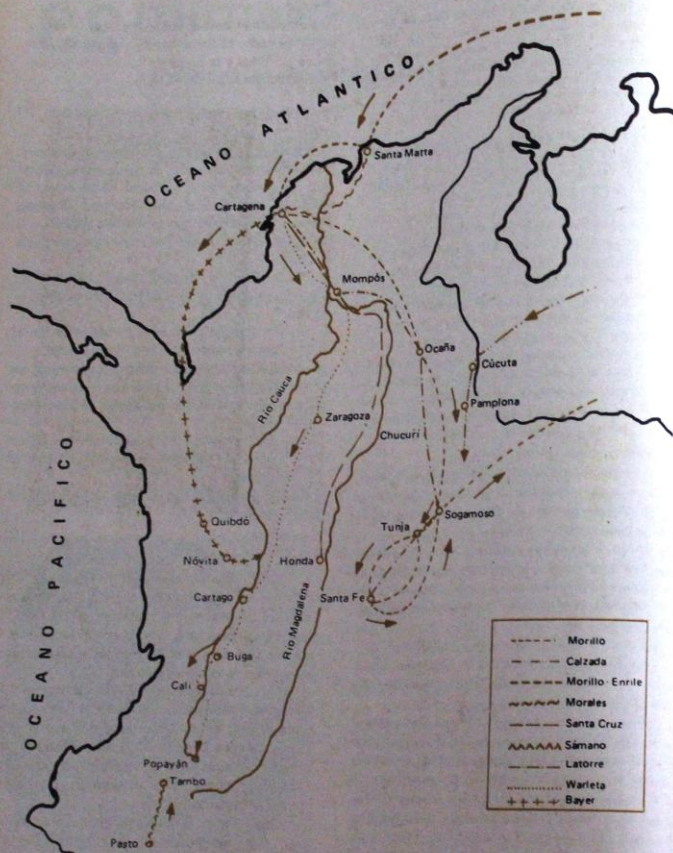 OCEANO ATLANTICO
Santa Marta
Cartagena
Mompós
Ocaña
Cúcuta
Río Cauca
Pamplona
Zaragoza
Chucurí
OCEANO PACIFICO
Quibdó
Sogamoso
Tunja
Nóvita
Honda
Cartago
Santa Fe
Río Magdalena
Buga
Cali
Popayán
Tambo
Pasto
Morillo
Calzada
Morillo - Enrile
Morales
Santa Cruz
Sámano
Latorre
Warleta
Bayer